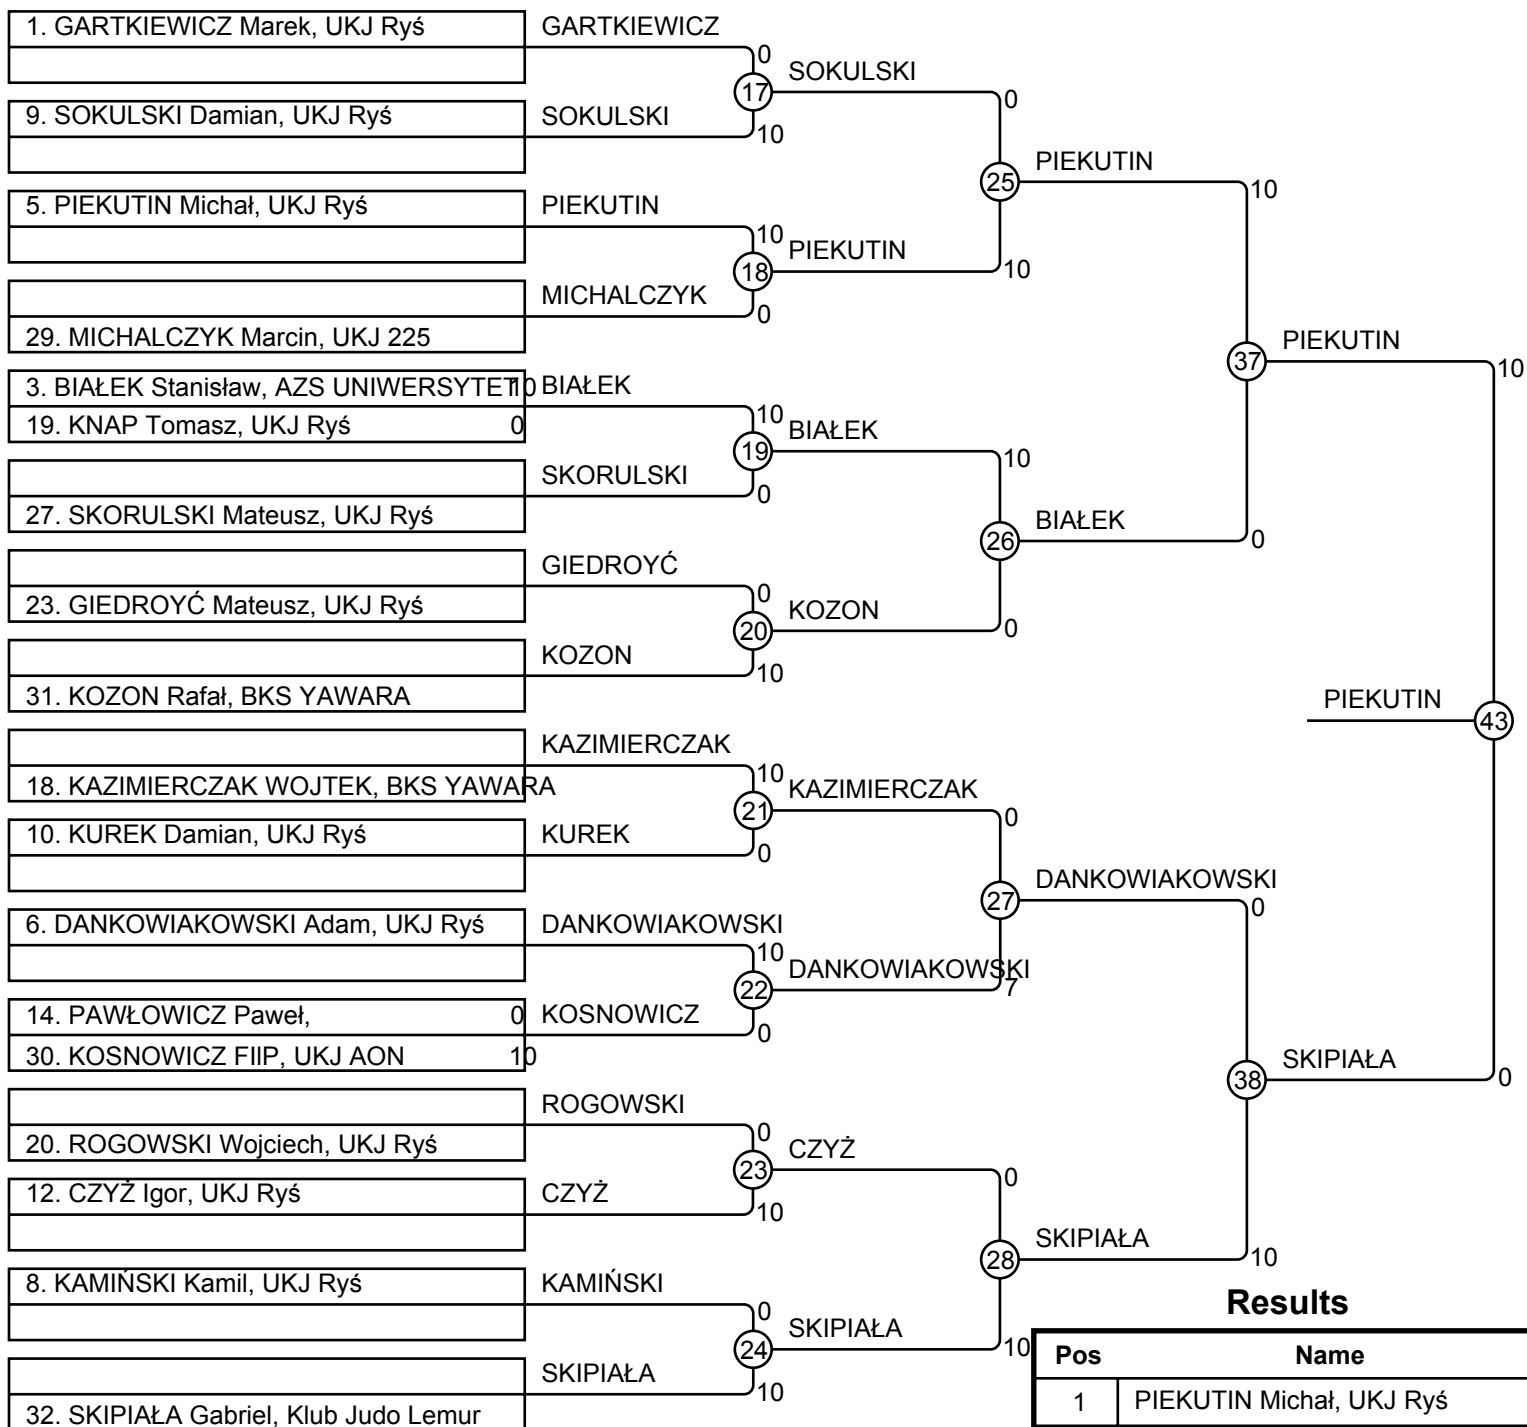 1. GARTKIEWICZ Marek, UKJ Ryś
GARTKIEWICZ
0
17
SOKULSKI
0
9. SOKULSKI Damian, UKJ Ryś
SOKULSKI
10
25
PIEKUTIN
10
5. PIEKUTIN Michał, UKJ Ryś
PIEKUTIN
10
18
PIEKUTIN
10
MICHALCZYK
0
29. MICHALCZYK Marcin, UKJ 225
37
PIEKUTIN
10
3. BIAŁEK Stanisław, AZS UNIWERSYTET 10
BIAŁEK
10
19. KNAP Tomasz, UKJ Ryś 0
19
BIAŁEK
10
SKORULSKI
0
27. SKORULSKI Mateusz, UKJ Ryś
26
BIAŁEK
0
GIEDROYĆ
0
23. GIEDROYĆ Mateusz, UKJ Ryś
20
KOZON
0
KOZON
10
31. KOZON Rafał, BKS YAWARA
PIEKUTIN
43
KAZIMIERCZAK
10
18. KAZIMIERCZAK WOJTEK, BKS YAWARA
21
KAZIMIERCZAK
0
10. KUREK Damian, UKJ Ryś
KUREK
0
27
DANKOWIAKOWSKI
0
6. DANKOWIAKOWSKI Adam, UKJ Ryś
DANKOWIAKOWSKI
10
22
DANKOWIAKOWSKI
7
14. PAWŁOWICZ Paweł, 0
KOSNOWICZ
0
30. KOSNOWICZ FIIP, UKJ AON 10
38
SKIPIAŁA
0
ROGOWSKI
0
20. ROGOWSKI Wojciech, UKJ Ryś
23
CZYŻ
0
12. CZYŻ Igor, UKJ Ryś
CZYŻ
10
28
SKIPIAŁA
10
8. KAMIŃSKI Kamil, UKJ Ryś
KAMIŃSKI
0
24
SKIPIAŁA
10
SKIPIAŁA
10
32. SKIPIAŁA Gabriel, Klub Judo Lemur
Results
Pos Name
1 PIEKUTIN Michał, UKJ Ryś